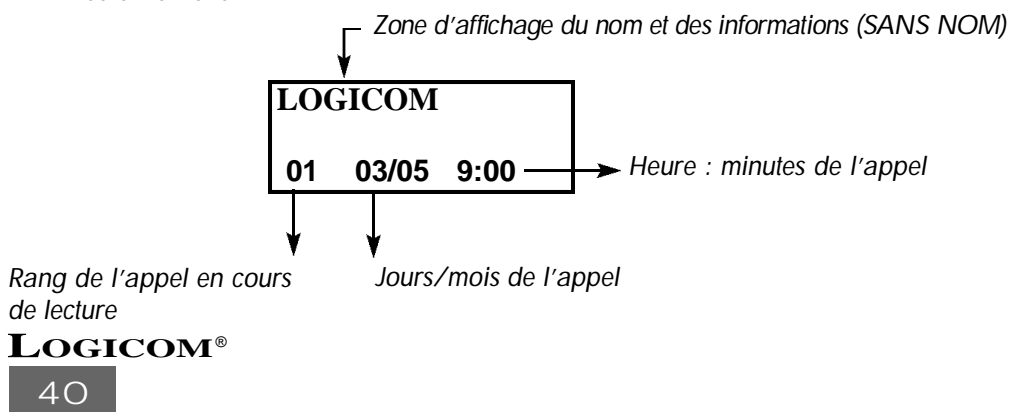 Zone d'affichage du nom et des informations (SANS NOM)
LOGICOM
01 03/05 9:00
Heure : minutes de l'appel
Rang de l'appel en cours
de lecture
Jours/mois de l'appel
LOGICOM®
40